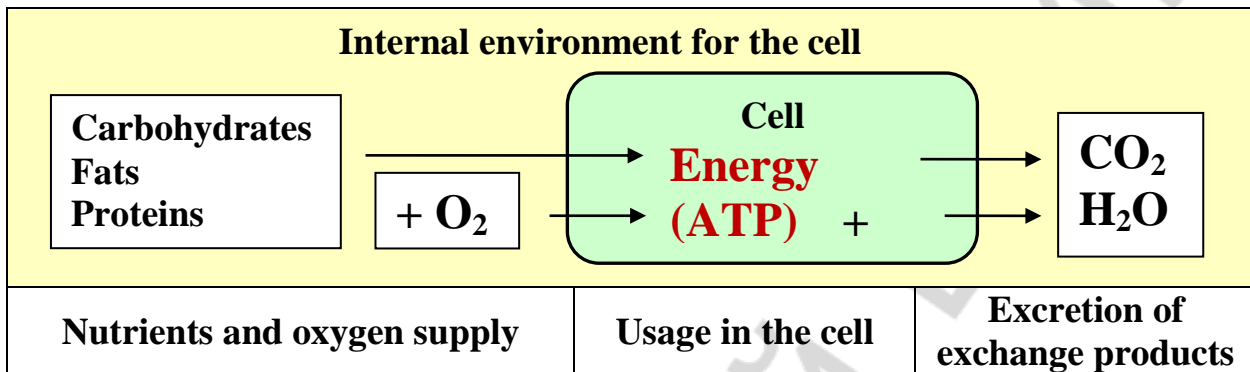 Internal environment for the cell
Carbohydrates
Fats
Proteins
+ O₂
Cell
Energy
(ATP) +
CO₂
H₂O
Nutrients and oxygen supply
Usage in the cell
Excretion of
exchange products